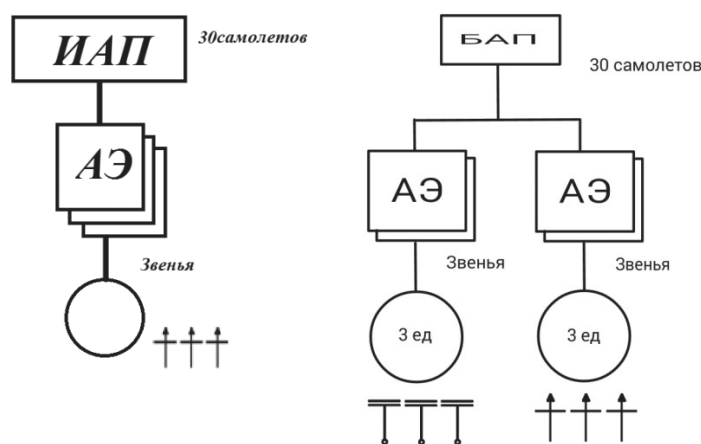 ИАП
30самолетов
АЭ
Звенья
БАП
30 самолетов
АЭ
АЭ
Звенья
Звенья
3 ед
3 ед